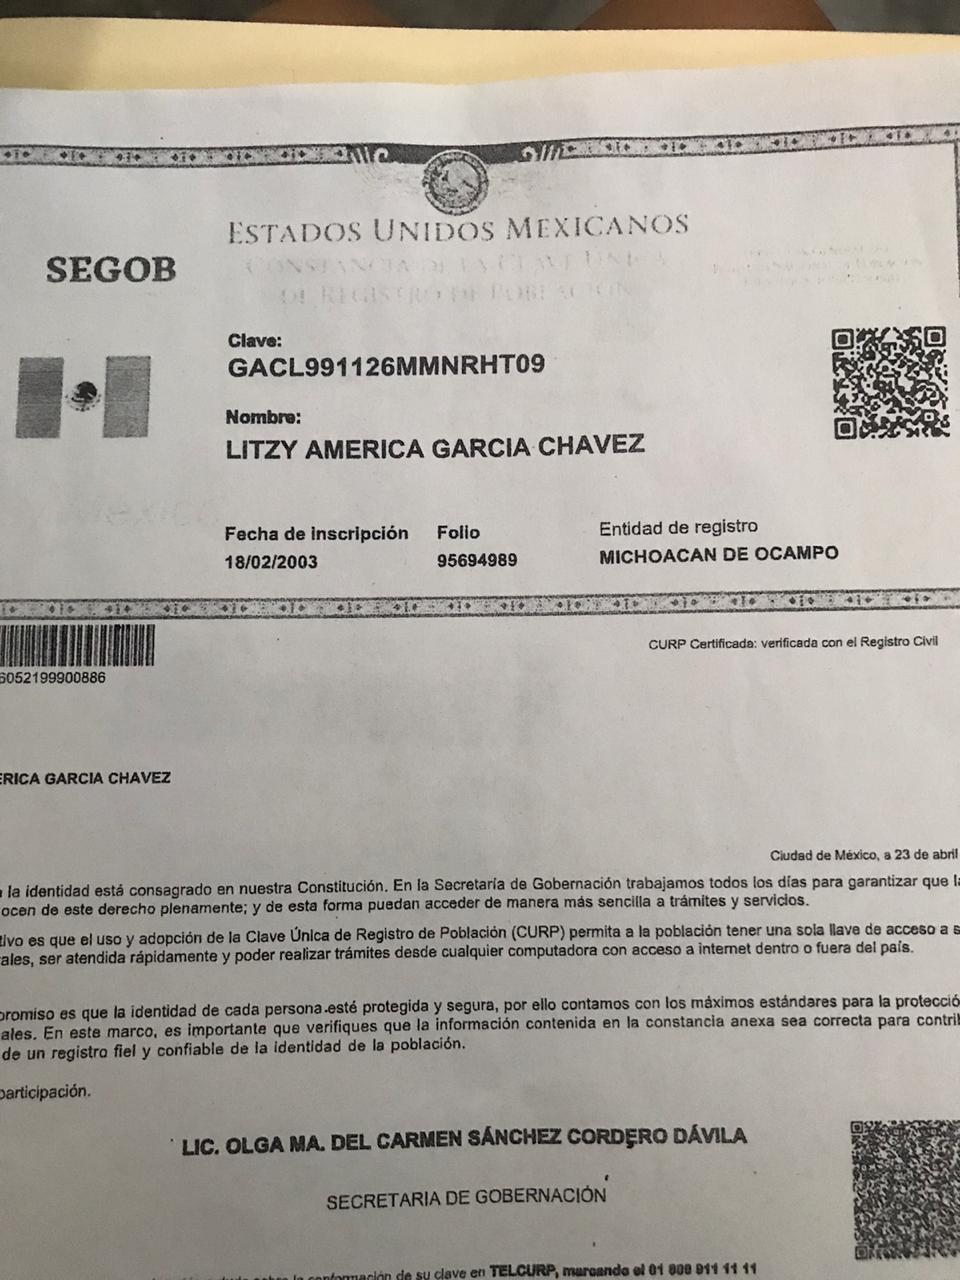 ESTADOS UNIDOS MEXICANOS
CONSTANCIA DE LA CLAVE ÚNICA
DE REGISTRO DE POBLACIÓN
SEGOB
Clave:
GACL991126MMNRHT09
Nombre:
LITZY AMERICA GARCIA CHAVEZ
Fecha de inscripción Folio Entidad de registro
18/02/2003 95694989 MICHOACAN DE OCAMPO
6052199900886
CURP Certificada: verificada con el Registro Civil
ERICA GARCIA CHAVEZ
Ciudad de México, a 23 de abril
la identidad está consagrado en nuestra Constitución. En la Secretaría de Gobernación trabajamos todos los días para garantizar que
ocen de este derecho plenamente; y de esta forma puedan acceder de manera más sencilla a trámites y servicios.
tivo es que el uso y adopción de la Clave Única de Registro de Población (CURP) permita a la población tener una sola llave de acceso a s
ales, ser atendida rápidamente y poder realizar trámites desde cualquier computadora con acceso a internet dentro o fuera del país.
promiso es que la identidad de cada persona esté protegida y segura, por ello contamos con los máximos estándares para la protecció
ales. En este marco, es importante que verifiques que la información contenida en la constancia anexa sea correcta para contri
de un registro fiel y confiable de la identidad de la población.
participación.
LIC. OLGA MA. DEL CARMEN SÁNCHEZ CORDERO DÁVILA
SECRETARIA DE GOBERNACIÓN
conformación de su clave en TELCURP, marcando el 01 800 911 11 11